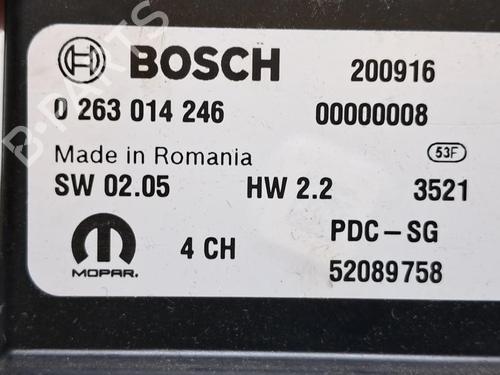 BOSCH 200916
0 263 014 246 00000008
Made in Romania 53F
SW 02.05 HW 2.2 3521
MOPAR. 4 CH PDC-SG
52089758
B-PARTS